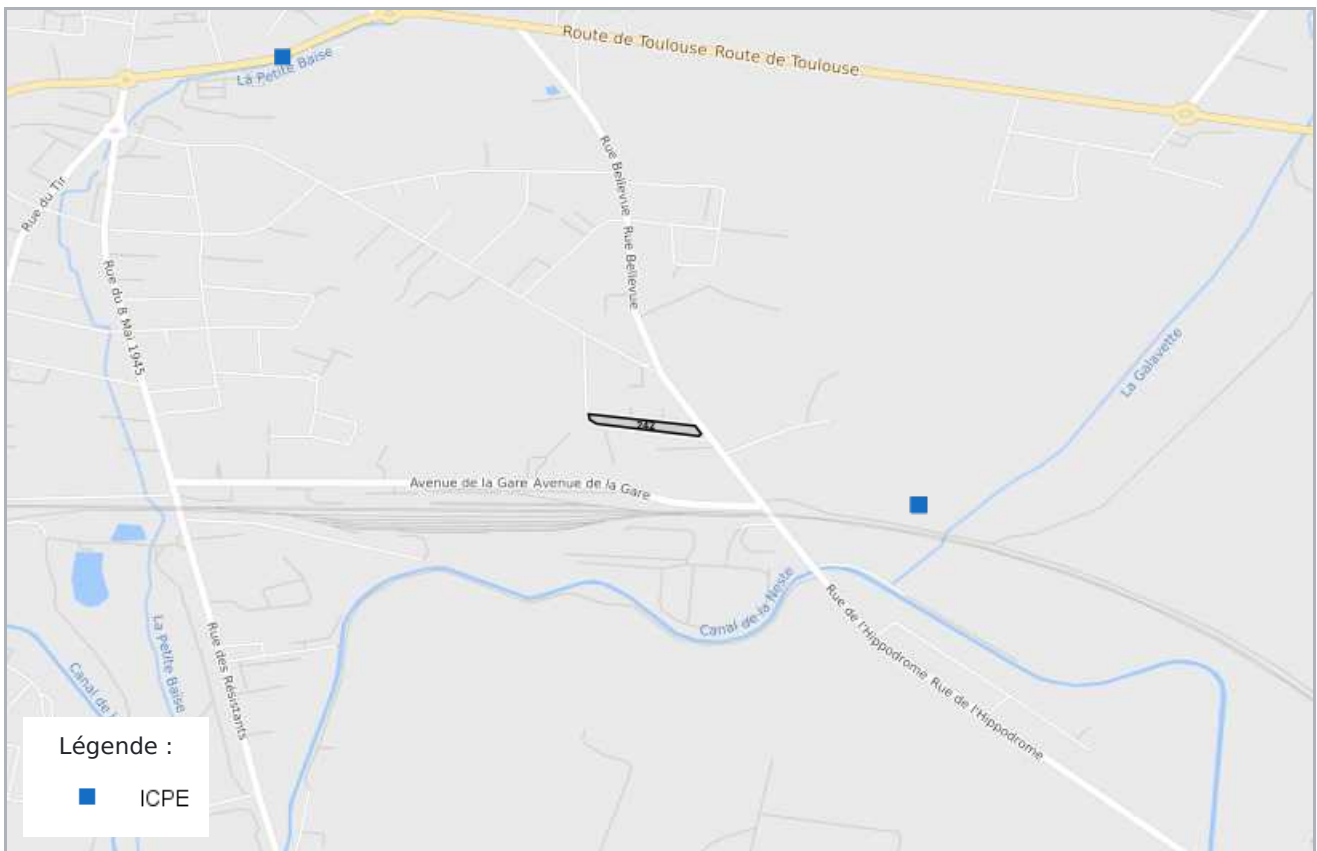 Route de Toulouse Route de Toulouse
La Petite Baïse
Rue Bellevue Rue Bellevue
Rue du Tir
Rue du 8 Mai 1945
La Galavette
242
Avenue de la Gare Avenue de la Gare
Canal de la Neste
Rue de l'Hippodrome Rue de l'Hippodrome
La Petite Baïse
Rue des Résistants
Canal de l
Légende :
ICPE